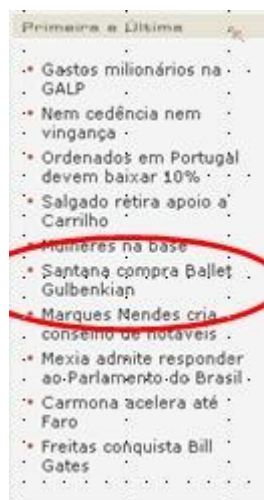 Primeira e Última
Gastos milionários na
GALP
Nem cedência nem
vingança
Ordenados em Portugal
devem baixar 10%
Salgado retira apoio a
Carrilho
Mulheres na base
Santana compra Ballet
Gulbenkian
Marques Mendes cria
conselho de notáveis
Mexia admite responder
ao Parlamento do Brasil
Carmona acelera até
Faro
Freitas conquista Bill
Gates